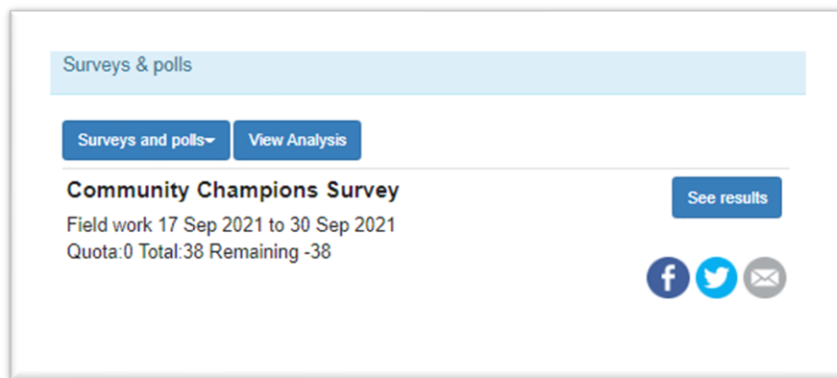 Surveys & polls
Surveys and polls
View Analysis
Community Champions Survey
See results
Field work 17 Sep 2021 to 30 Sep 2021
Quota:0 Total:38 Remaining -38